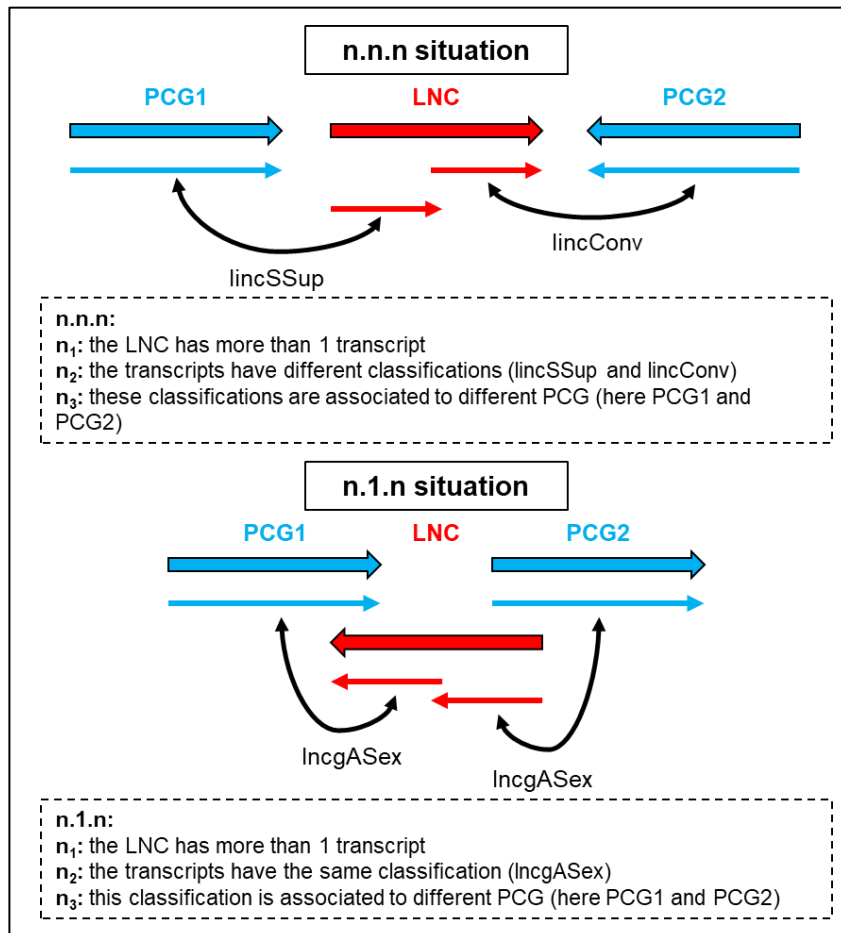 n.n.n situation
PCG1 LNC PCG2
lincConv
lincSSup
n.n.n:
n₁: the LNC has more than 1 transcript
n₂: the transcripts have different classifications (lincSSup and lincConv)
n₃: these classifications are associated to different PCG (here PCG1 and
PCG2)
n.1.n situation
PCG1 LNC PCG2
lncgASex
lncgASex
n.1.n:
n₁: the LNC has more than 1 transcript
n₂: the transcripts have the same classification (lncgASex)
n₃: this classification is associated to different PCG (here PCG1 and PCG2)